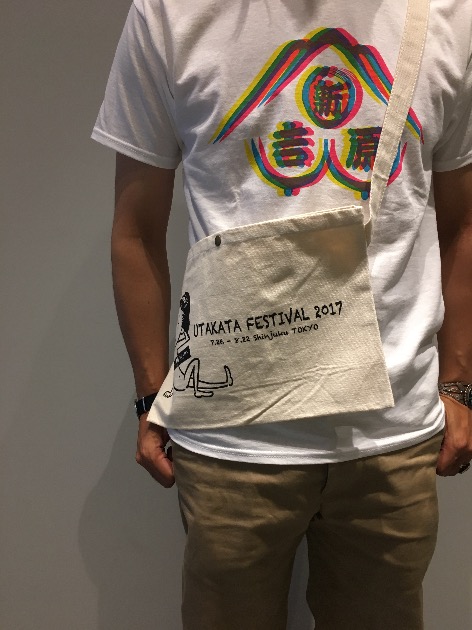 新
吉原
UTAKATA FESTIVAL 2017
7.26 - 8.22 Shinjuku TOKYO